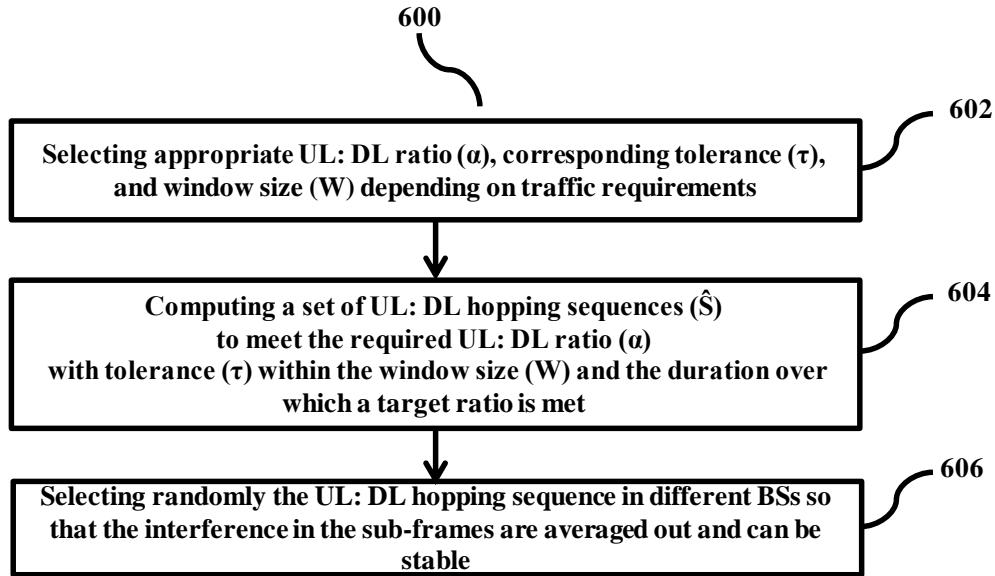 600
602
Selecting appropriate UL: DL ratio (α), corresponding tolerance (τ),
and window size (W) depending on traffic requirements
604
Computing a set of UL: DL hopping sequences (Ŝ)
to meet the required UL: DL ratio (α)
with tolerance (τ) within the window size (W) and the duration over
which a target ratio is met
606
Selecting randomly the UL: DL hopping sequence in different BSs so
that the interference in the sub-frames are averaged out and can be
stable